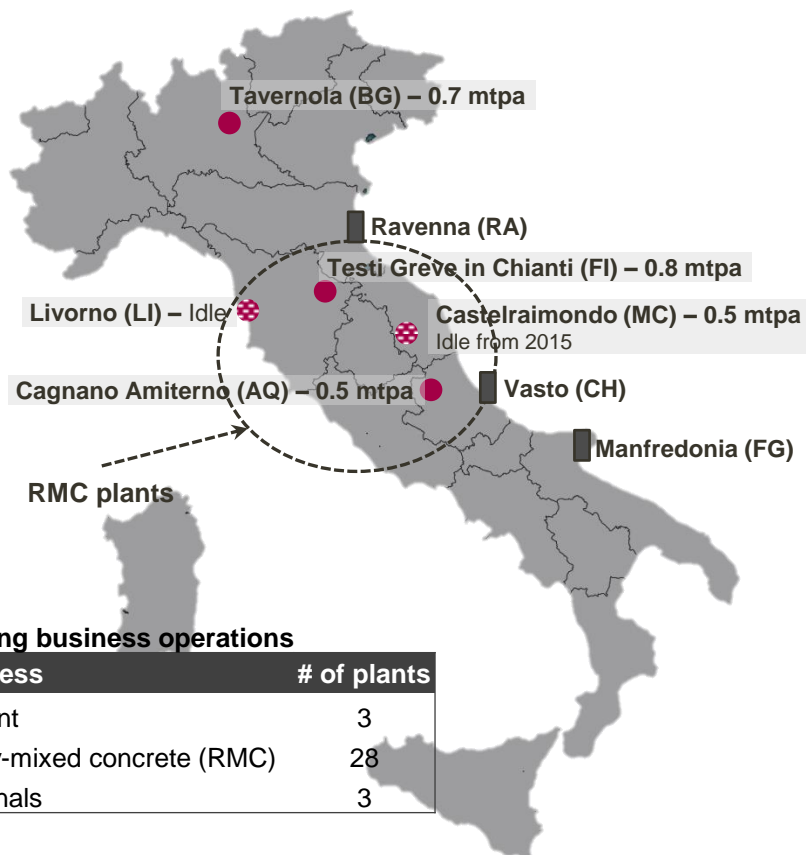 Tavernola (BG) – 0.7 mtpa
Ravenna (RA)
Testi Greve in Chianti (FI) – 0.8 mtpa
Livorno (LI) – Idle
Castelraimondo (MC) – 0.5 mtpa
Idle from 2015
Cagnano Amiterno (AQ) – 0.5 mtpa
Vasto (CH)
Manfredonia (FG)
RMC plants
ng business operations
ess # of plants
nt 3
y-mixed concrete (RMC) 28
nals 3